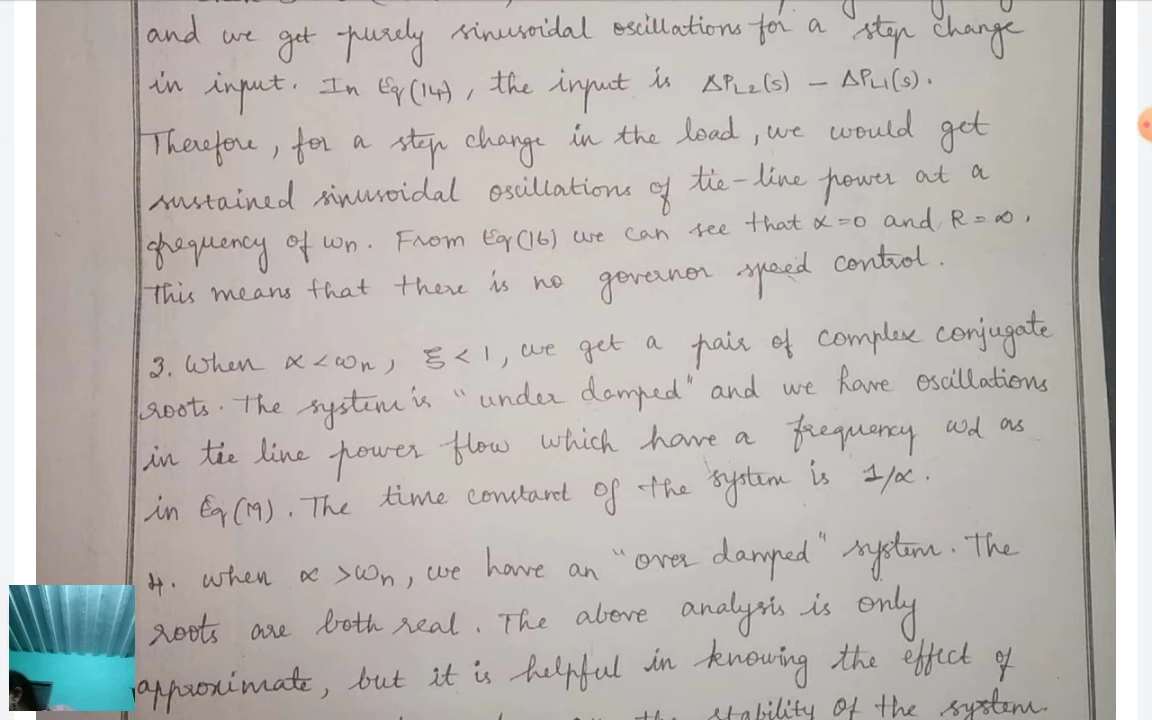 and we get purely sinusoidal oscillations for a step change
in input. In Eq(14), the input is ΔPL2(s) – ΔPL1(s).
Therefore, for a step change in the load, we would get
sustained sinusoidal oscillations of tie-line power at a
frequency of ωn. From Eq(16) we can see that α=0 and R=∞.
This means that there is no governor speed control.
3. When α<ωn, ξ<1, we get a pair of complex conjugate
roots. The system is "under damped" and we have oscillations
in tie line power flow which have a frequency ωd as
in Eq(19). The time constant of the system is 1/α.
4. when α >ωn, we have an "over damped" system. The
roots are both real. The above analysis is only
approximate, but it is helpful in knowing the effect of
the stability of the system.